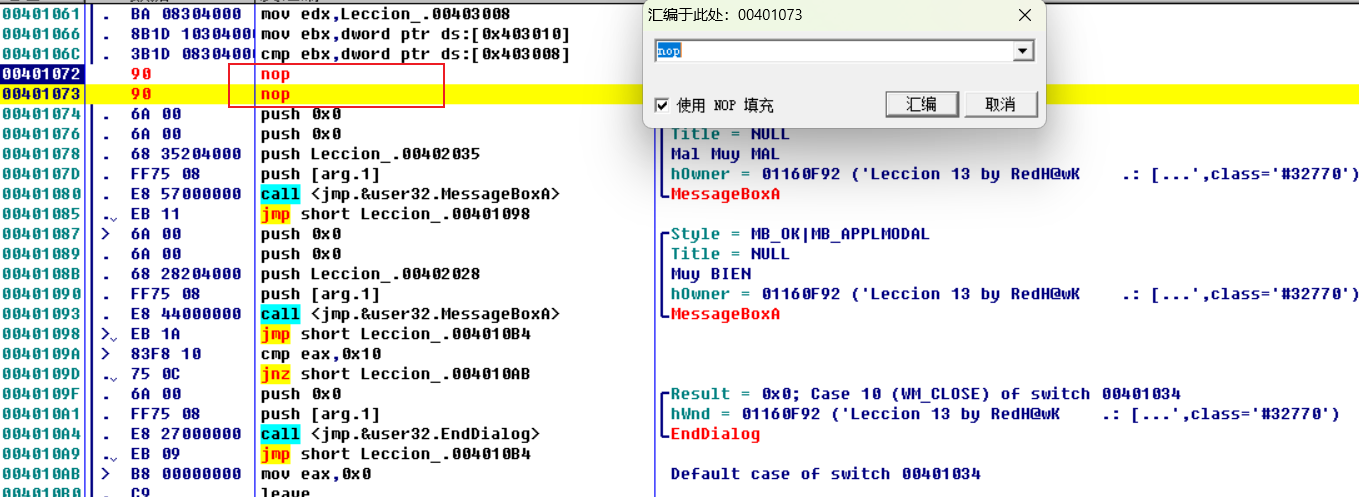 汇编于此处：00401073
nop
使用 NOP 填充
汇编
取消
00401061 . BA 08304000 mov edx,Leccion_.00403008
00401066 . 8B1D 1030400 mov ebx,dword ptr ds:[0x403010]
0040106C . 3B1D 0830400 cmp ebx,dword ptr ds:[0x403008]
00401072 90 nop
00401073 90 nop
00401074 . 6A 00 push 0x0
00401076 . 6A 00 push 0x0 Title = NULL
00401078 . 68 35204000 push Leccion_.00402035 Mal Muy MAL
0040107D . FF75 08 push [arg.1] hOwner = 01160F92 ('Leccion 13 by RedH@wK .: [...',class='#32770')
00401080 . E8 57000000 call <jmp.&user32.MessageBoxA> MessageBoxA
00401085 . EB 11 jmp short Leccion_.00401098
00401087 > 6A 00 push 0x0 Style = MB_OK|MB_APPLMODAL
00401089 . 6A 00 push 0x0 Title = NULL
0040108B . 68 28204000 push Leccion_.00402028 Muy BIEN
00401090 . FF75 08 push [arg.1] hOwner = 01160F92 ('Leccion 13 by RedH@wK .: [...',class='#32770')
00401093 . E8 44000000 call <jmp.&user32.MessageBoxA> MessageBoxA
00401098 > EB 1A jmp short Leccion_.004010B4
0040109A > 83F8 10 cmp eax,0x10
0040109D . 75 0C jnz short Leccion_.004010AB
0040109F . 6A 00 push 0x0 Result = 0x0; Case 10 (WM_CLOSE) of switch 00401034
004010A1 . FF75 08 push [arg.1] hWnd = 01160F92 ('Leccion 13 by RedH@wK .: [...',class='#32770')
004010A4 . E8 27000000 call <jmp.&user32.EndDialog> EndDialog
004010A9 . EB 09 jmp short Leccion_.004010B4
004010AB > B8 00000000 mov eax,0x0 Default case of switch 00401034
004010B0 . C9 leave